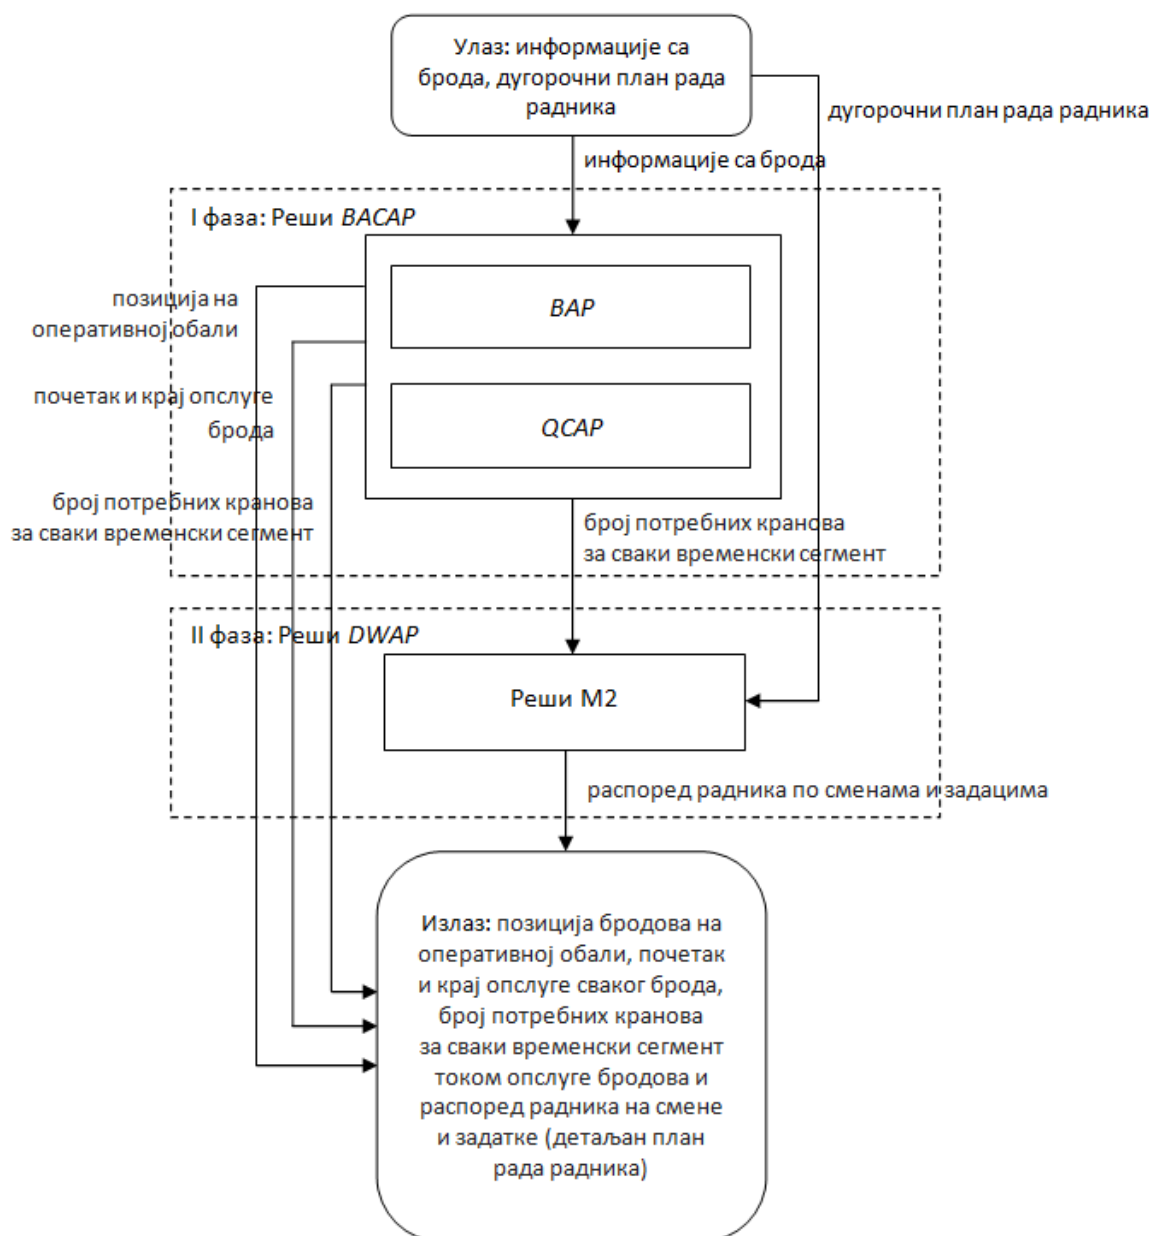 Улаз: информације са
брода, дугорочни план рада
радника
дугорочни план рада радника
информације са брода
I фаза: Реши BACAP
BAP
QCAP
позиција на
оперативној обали
почетак и крај опслуге
брода
број потребних кранова
за сваки временски сегмент
број потребних кранова
за сваки временски сегмент
II фаза: Реши DWAP
Реши М2
распоред радника по сменама и задацима
Излаз: позиција бродова на
оперативној обали, почетак
и крај опслуге сваког брода,
број потребних кранова
за сваки временски сегмент
током опслуге бродова и
распоред радника на смене
и задатке (детаљан план
рада радника)